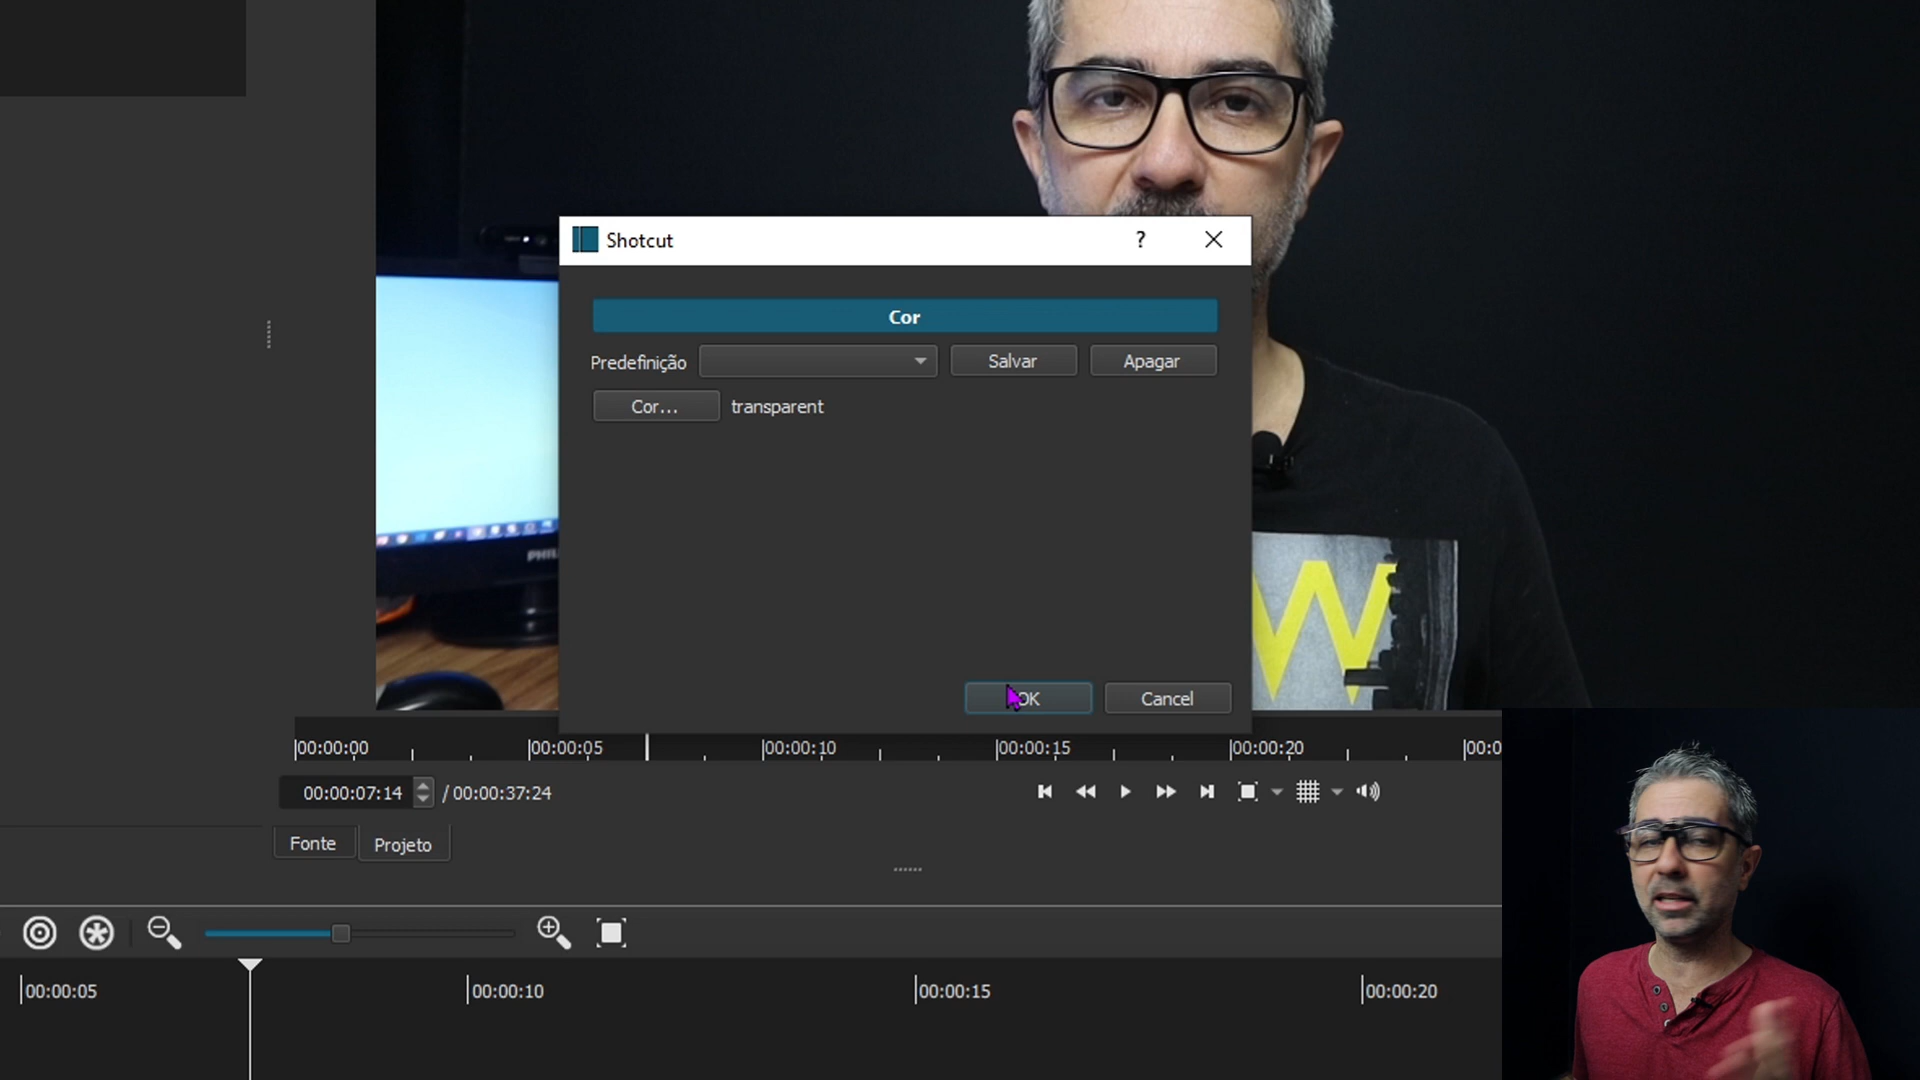 Shotcut
?
Cor
Predefinição
Salvar
Apagar
Cor...
transparent
OK
Cancel
W
00:00:00
00:00:05
00:00:10
00:00:15
00:00:20
00:0
00:00:07:14
/ 00:00:37:24
Fonte
Projeto
00:00:05
00:00:10
00:00:15
00:00:20